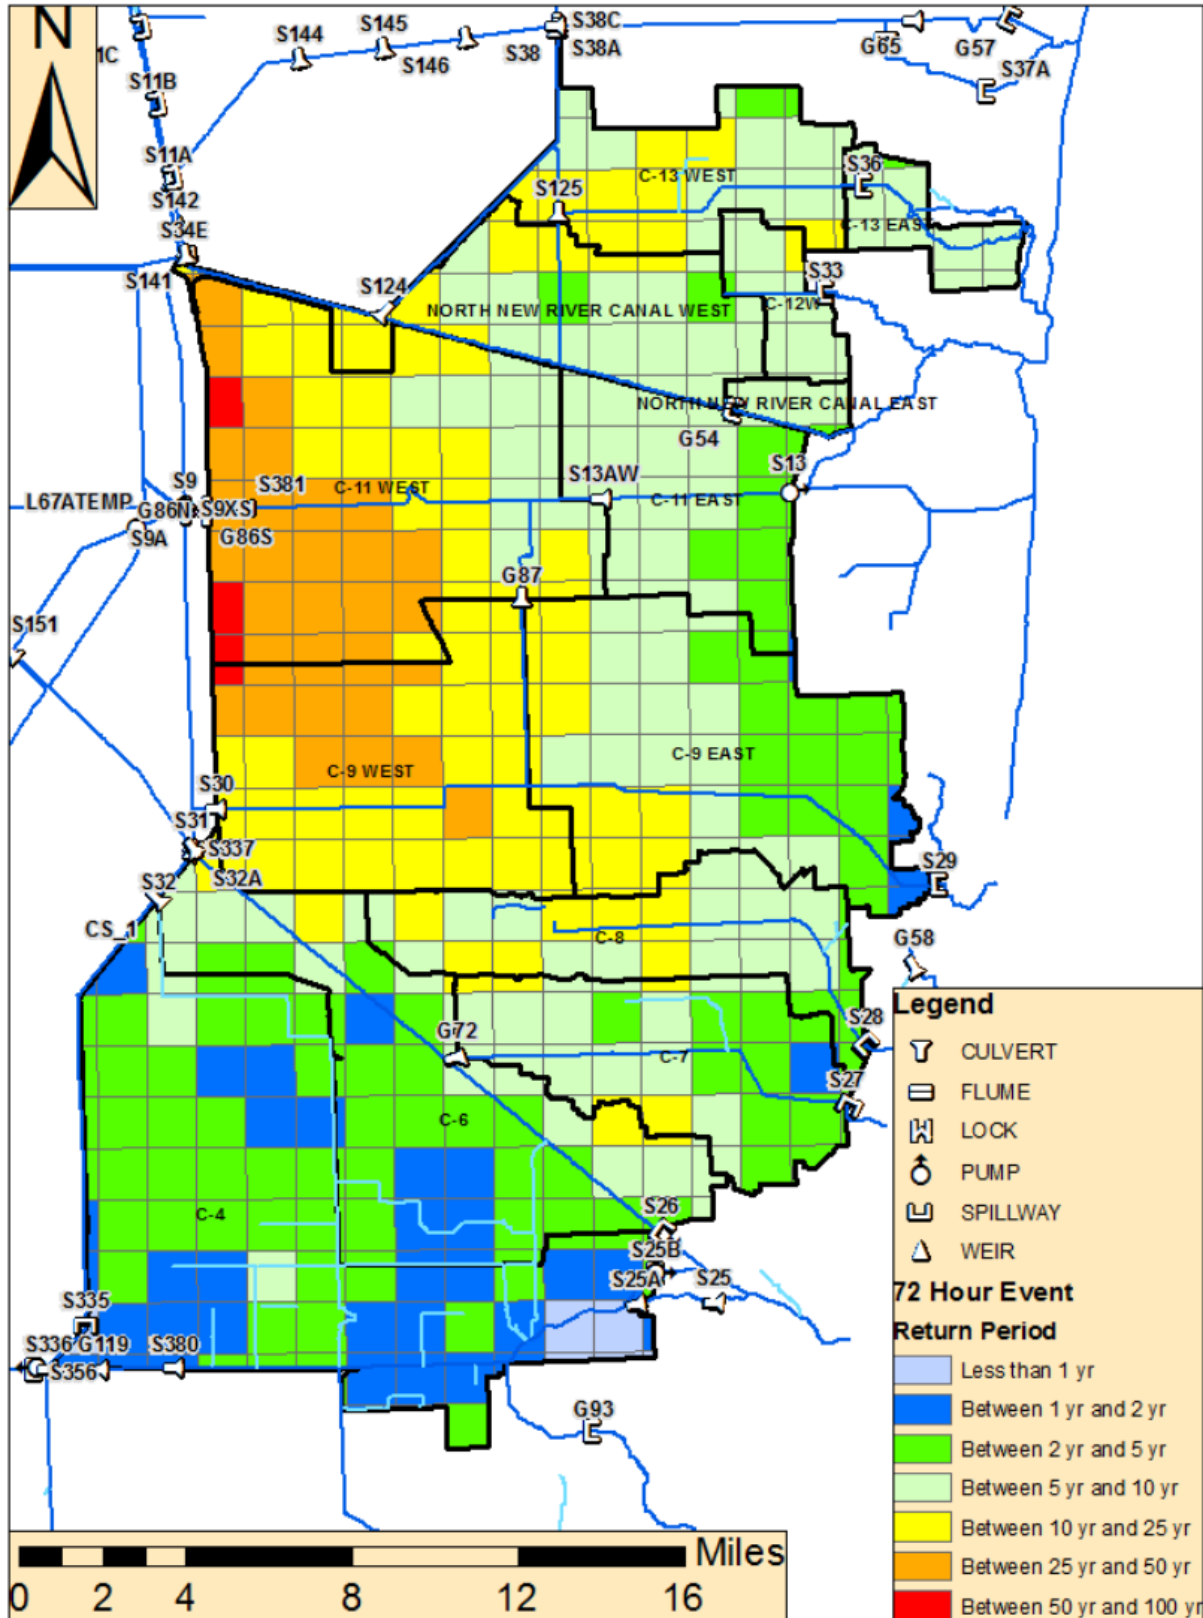 N
S38C
S145
S144
S38
S38A
S146
G65
G57
1C
S37A
S11B
S11A
S36
C-13 WEST
S142
S125
S34E
C-13 EAST
S141
S33
S124
C-12W
NORTH NEW RIVER CANAL WEST
NORTH NEW RIVER CANAL EAST
G54
S13
S9
S381
S13AW
C-11 WEST
L67ATEMP
C-11 EAST
G86N
S9XS
S9A
G86S
G87
S151
C-9 EAST
C-9 WEST
S30
S31
S337
S29
S32
S32A
CS_1
C-8
G58
Legend
S28
G72
CULVERT
C-7
S27
FLUME
C-6
LOCK
PUMP
S26
C-4
SPILLWAY
S25B
WEIR
S25A
S25
72 Hour Event
S335
Return Period
S336
G119
S380
S356
Less than 1 yr
G93
Between 1 yr and 2 yr
Between 2 yr and 5 yr
Between 5 yr and 10 yr
Between 10 yr and 25 yr
Miles
Between 25 yr and 50 yr
0 2 4 8 12 16
Between 50 yr and 100 yr